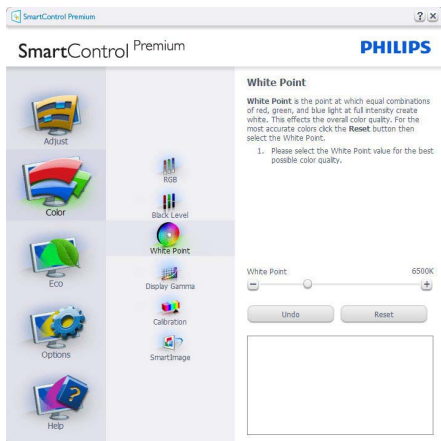 SmartControl Premium
SmartControl Premium
PHILIPS
Adjust
Color
Eco
Options
Help
RGB
Black Level
White Point
Display Gamma
Calibration
SmartImage
White Point
White Point is the point at which equal combinations
of red, green, and blue light at full intensity create
white. This effects the overall color quality. For the
most accurate colors click the Reset button then
select the White Point.
1. Please select the White Point value for the best
possible color quality.
White Point 6500K
Undo Reset